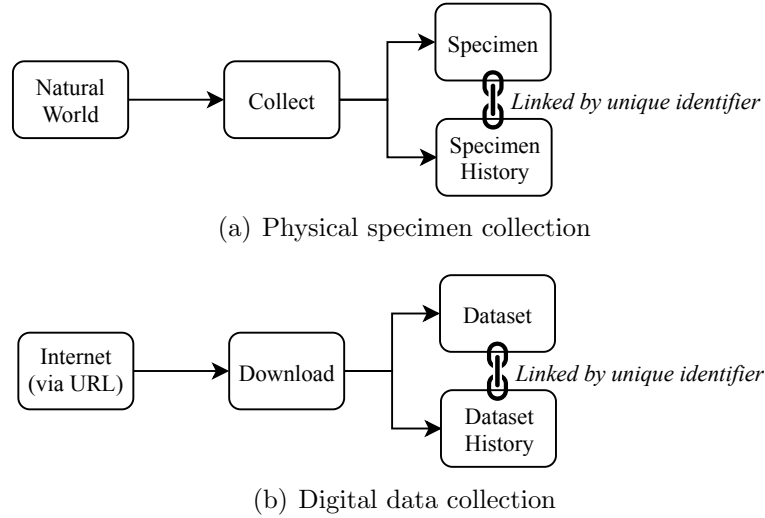 Natural
World
Collect
Specimen
Linked by unique identifier
Specimen
History
(a) Physical specimen collection
Internet
(via URL)
Download
Dataset
Linked by unique identifier
Dataset
History
(b) Digital data collection